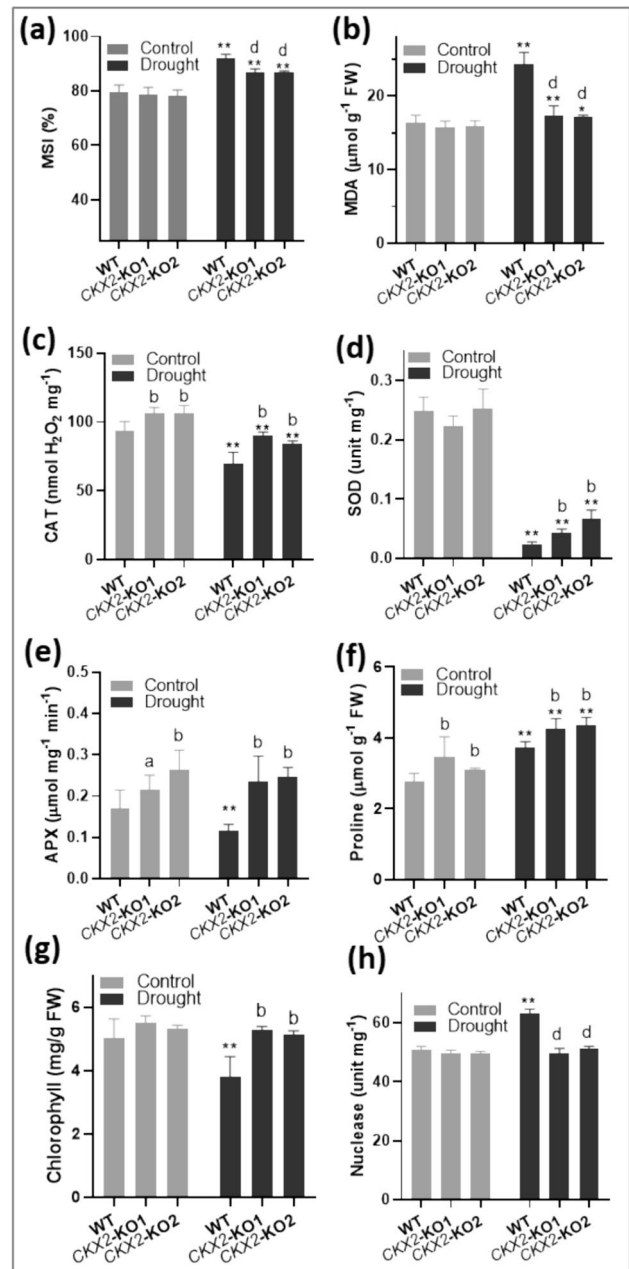 (a)
Control
Drought
** d d
** **
100
80
60
40
MSI (%)
WT
CKX2-KO1
CKX2-KO2
WT
CKX2-KO1
CKX2-KO2
(b)
Control
Drought
**
d d
** *
20
10
0
MDA (μmol g⁻¹ FW)
WT
CKX2-KO1
CKX2-KO2
WT
CKX2-KO1
CKX2-KO2
(c)
Control
Drought
b b
b b
** ** **
150
100
50
0
CAT (nmol H₂O₂ mg⁻¹)
WT
CKX2-KO1
CKX2-KO2
WT
CKX2-KO1
CKX2-KO2
(d)
Control
Drought
b b
** ** **
0.3
0.2
0.1
0.0
SOD (unit mg⁻¹)
WT
CKX2-KO1
CKX2-KO2
WT
CKX2-KO1
CKX2-KO2
(e)
Control
Drought
a b
b b
**
0.5
0.4
0.3
0.2
0.1
0.0
APX (μmol mg⁻¹ min⁻¹)
WT
CKX2-KO1
CKX2-KO2
WT
CKX2-KO1
CKX2-KO2
(f)
Control
Drought
b b
b b
** ** **
6
4
2
0
Proline (μmol g⁻¹ FW)
WT
CKX2-KO1
CKX2-KO2
WT
CKX2-KO1
CKX2-KO2
(g)
Control
Drought
b b
**
6
4
2
0
Chlorophyll (mg/g FW)
WT
CKX2-KO1
CKX2-KO2
WT
CKX2-KO1
CKX2-KO2
(h)
Control
Drought
**
d d
60
40
20
0
Nuclease (unit mg⁻¹)
WT
CKX2-KO1
CKX2-KO2
WT
CKX2-KO1
CKX2-KO2